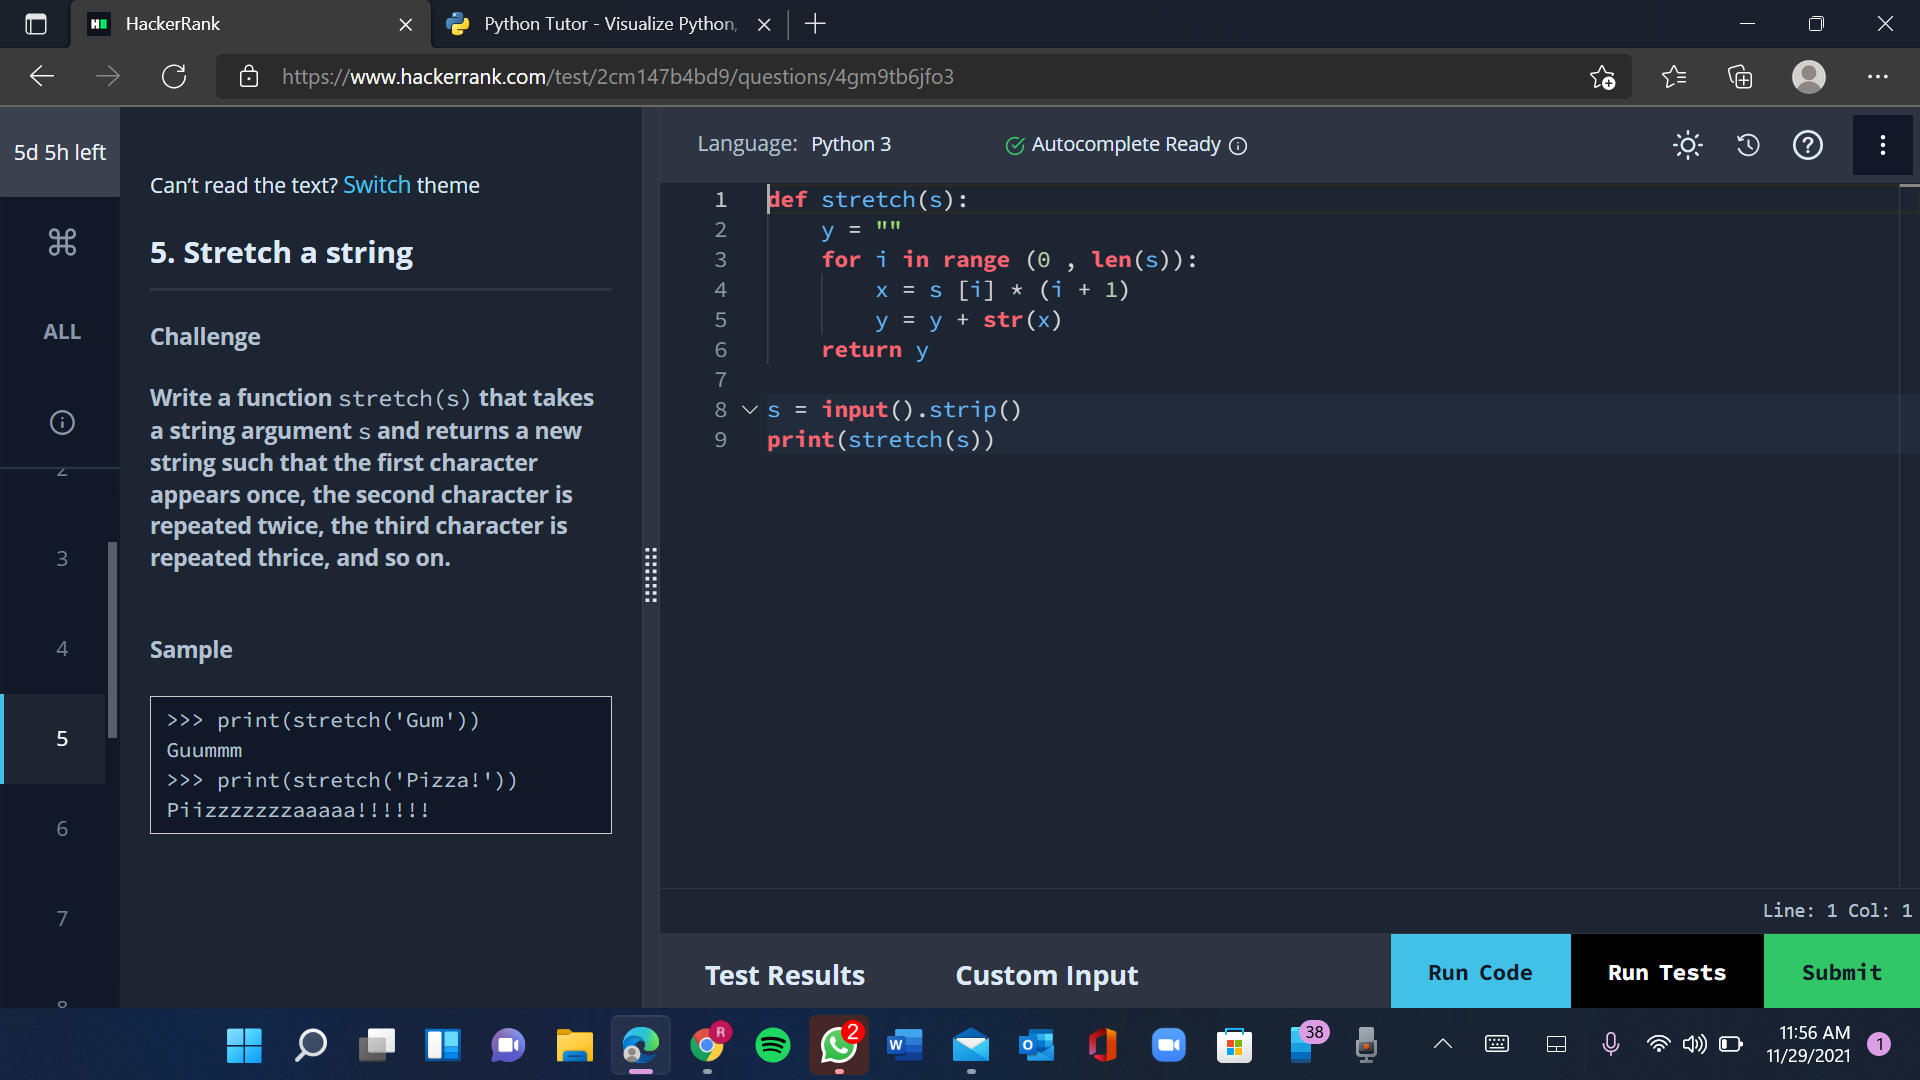 HackerRank
Python Tutor - Visualize Python,
https://www.hackerrank.com/test/2cm147b4bd9/questions/4gm9tb6jfo3
5d 5h left
ALL
2
3
4
5
6
7
8
Can't read the text? Switch theme
5. Stretch a string
Challenge
Write a function stretch(s) that takes
a string argument s and returns a new
string such that the first character
appears once, the second character is
repeated twice, the third character is
repeated thrice, and so on.
Sample
>>> print(stretch('Gum'))
Guummm
>>> print(stretch('Pizza!'))
Piizzzzzzzaaaaa!!!!!!
Language: Python 3
Autocomplete Ready
1 def stretch(s):
2 y = ""
3 for i in range (0 , len(s)):
4 x = s [i] * (i + 1)
5 y = y + str(x)
6 return y
7
8 s = input().strip()
9 print(stretch(s))
Line: 1 Col: 1
Test Results
Custom Input
Run Code
Run Tests
Submit
R
2
38
11:56 AM
11/29/2021
1